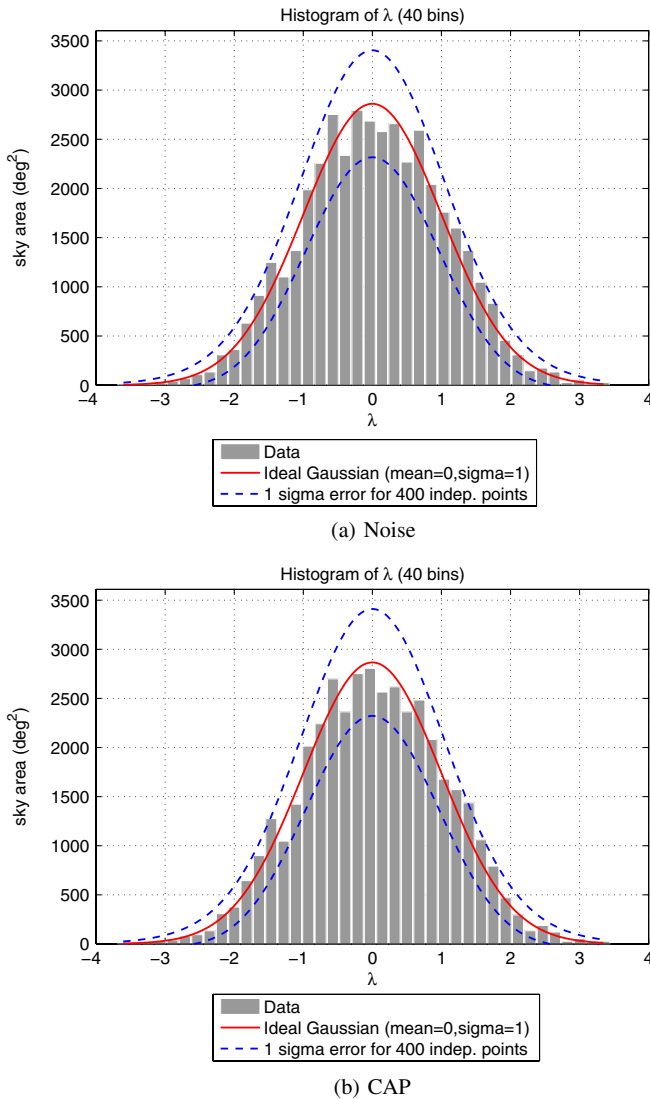 Histogram of λ (40 bins)
3500
3000
2500
2000
1500
1000
500
0
sky area (deg²)
−4 −3 −2 −1 0 1 2 3 4
λ
Data
Ideal Gaussian (mean=0,sigma=1)
1 sigma error for 400 indep. points
(a) Noise
Histogram of λ (40 bins)
3500
3000
2500
2000
1500
1000
500
0
sky area (deg²)
−4 −3 −2 −1 0 1 2 3 4
λ
Data
Ideal Gaussian (mean=0,sigma=1)
1 sigma error for 400 indep. points
(b) CAP